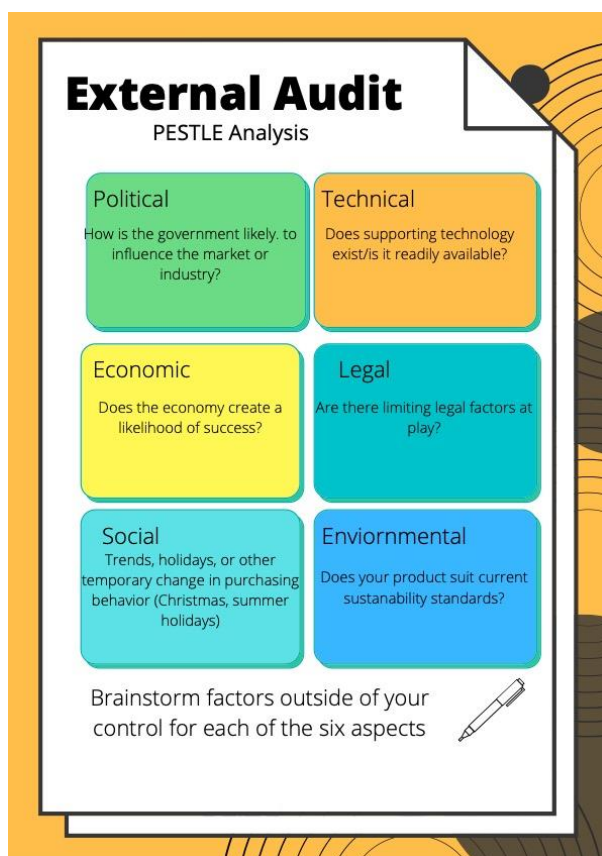 External Audit
PESTLE Analysis
Political
How is the government likely. to
influence the market or
industry?
Technical
Does supporting technology
exist/is it readily available?
Economic
Does the economy create a
likelihood of success?
Legal
Are there limiting legal factors at
play?
Social
Trends, holidays, or other
temporary change in purchasing
behavior (Christmas, summer
holidays)
Enviornmental
Does your product suit current
sustanability standards?
Brainstorm factors outside of your
control for each of the six aspects